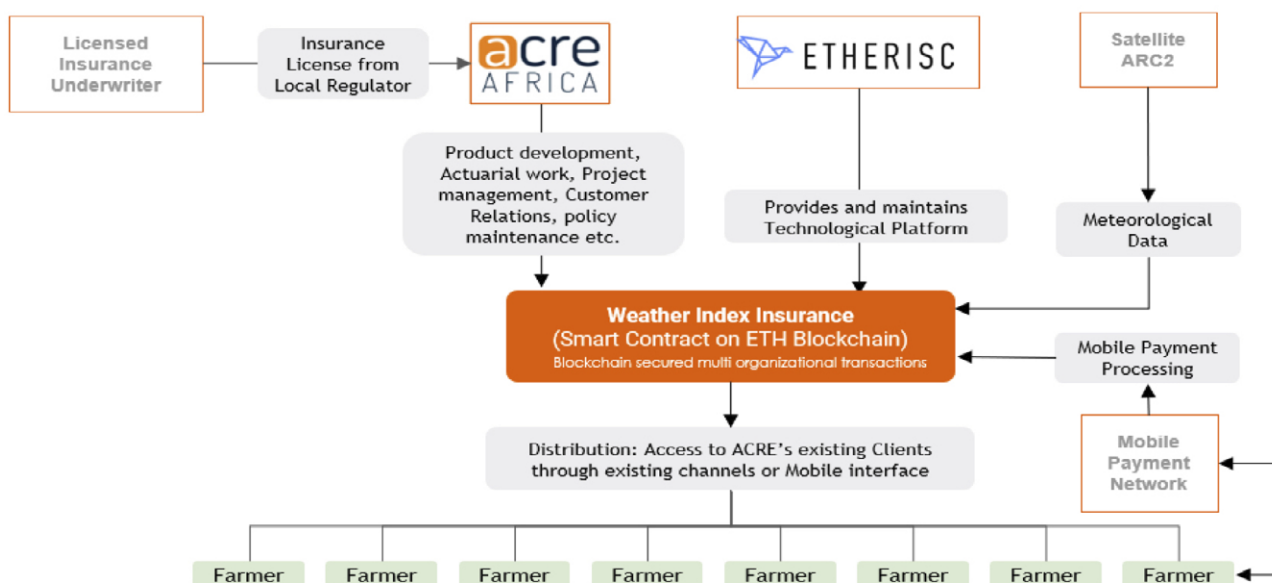 Licensed
Insurance
Underwriter
Insurance
License from
Local Regulator
acre
AFRICA
ETHERISC
Satellite
ARC2
Product development,
Actuarial work, Project
management, Customer
Relations, policy
maintenance etc.
Provides and maintains
Technological Platform
Meteorological
Data
Weather Index Insurance
(Smart Contract on ETH Blockchain)
Blockchain secured multi organizational transactions
Mobile Payment
Processing
Distribution: Access to ACRE’s existing Clients
through existing channels or Mobile interface
Mobile
Payment
Network
Farmer Farmer Farmer Farmer Farmer Farmer Farmer Farmer